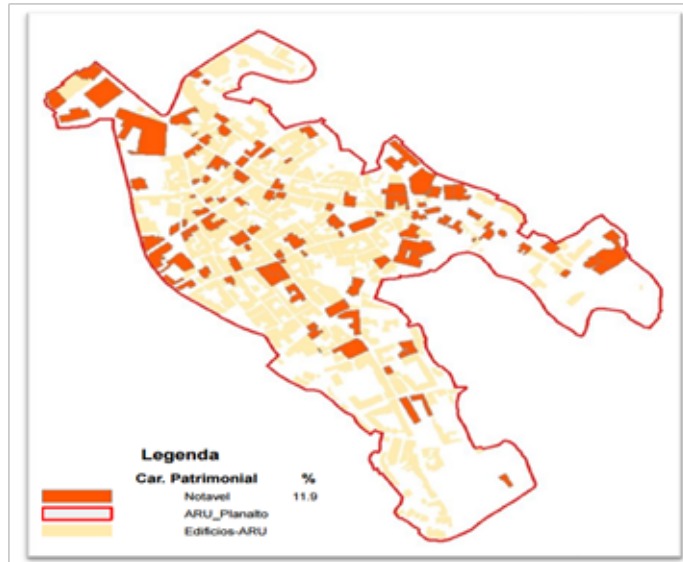 Legenda
Car. Patrimonial %
Notavel 11.9
ARU_Planalto
Edificios-ARU